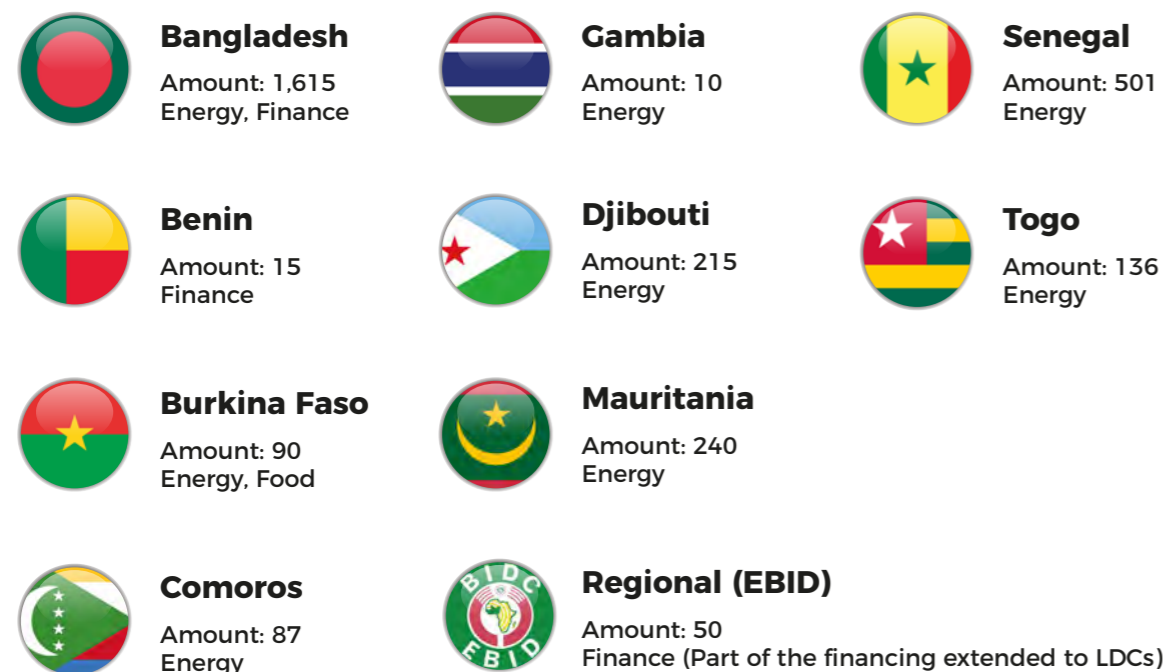 Bangladesh
Amount: 1,615
Energy, Finance
Gambia
Amount: 10
Energy
Senegal
Amount: 501
Energy
Benin
Amount: 15
Finance
Djibouti
Amount: 215
Energy
Togo
Amount: 136
Energy
Burkina Faso
Amount: 90
Energy, Food
Mauritania
Amount: 240
Energy
Comoros
Amount: 87
Energy
BIDC
EBID
Regional (EBID)
Amount: 50
Finance (Part of the financing extended to LDCs)